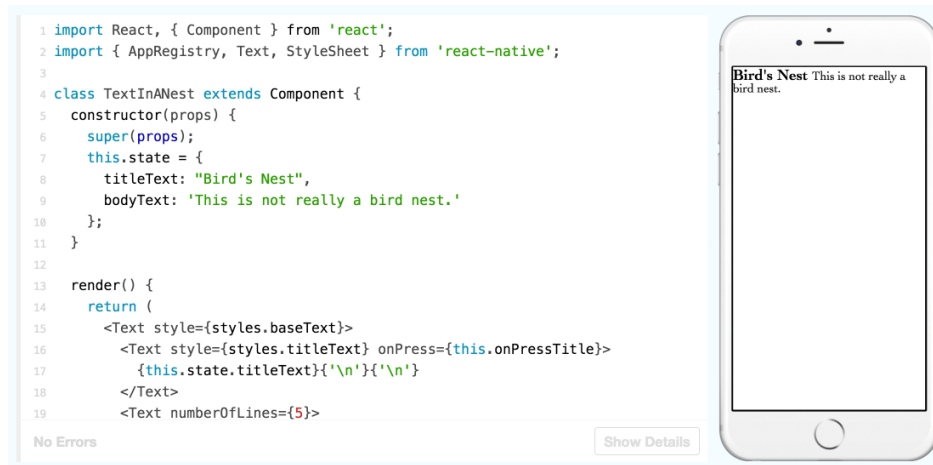 1 import React, { Component } from 'react';
2 import { AppRegistry, Text, StyleSheet } from 'react-native';
3
4 class TextInANest extends Component {
5   constructor(props) {
6     super(props);
7     this.state = {
8       titleText: "Bird's Nest",
9       bodyText: 'This is not really a bird nest.'
10     };
11   }
12
13   render() {
14     return (
15       <Text style={styles.baseText}>
16         <Text style={styles.titleText} onPress={this.onPressTitle}>
17           {this.state.titleText}{'\n'}{'\n'}
18         </Text>
19         <Text numberOfLines={5}>
No Errors
Show Details
Bird's Nest This is not really a
bird nest.